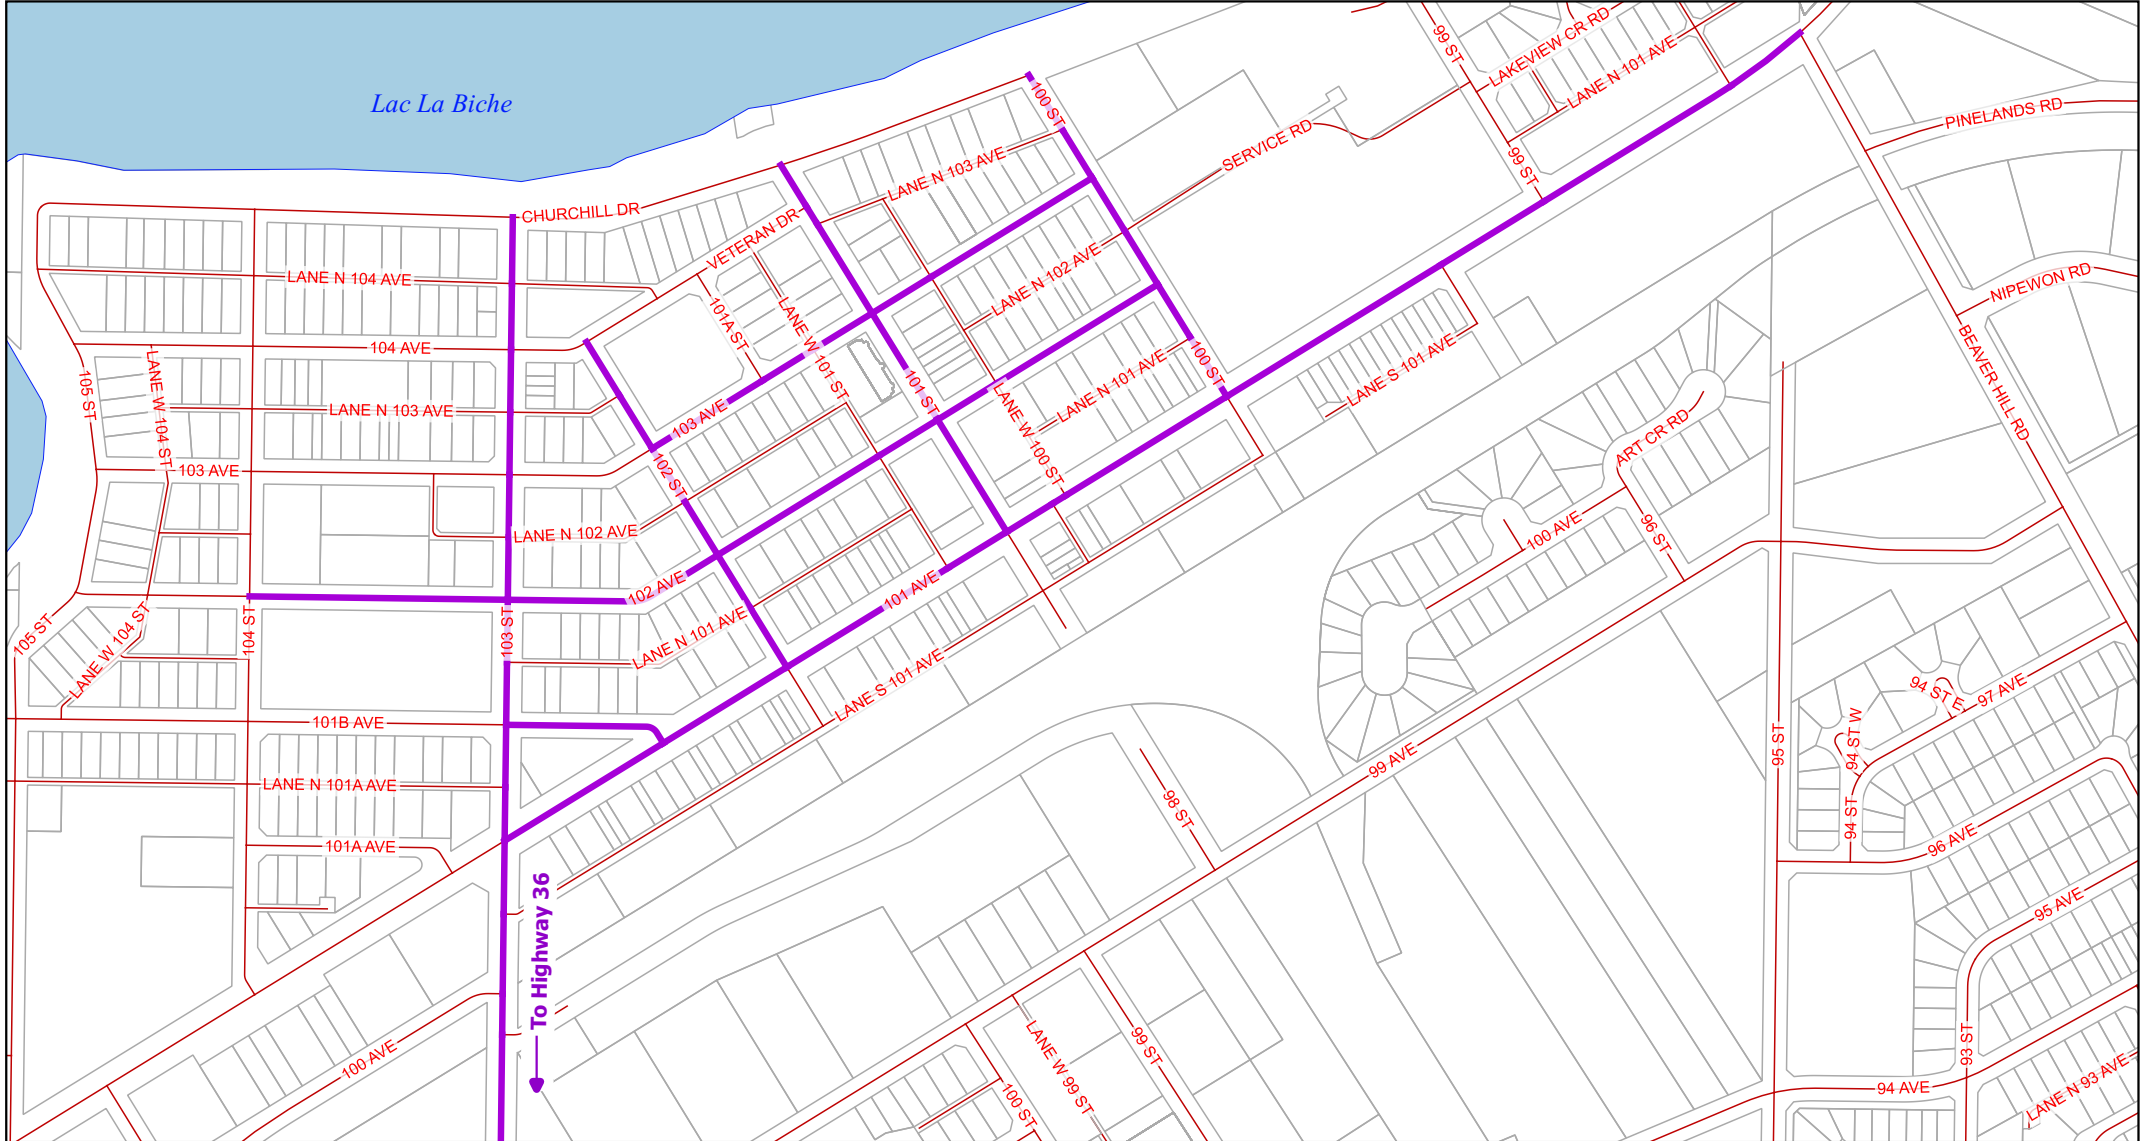 99 ST
LAKEVIEW CR RD
LANE N 101 AVE
Lac La Biche
100 ST
PINELANDS RD
SERVICE RD
LANE N 103 AVE
99 ST
CHURCHILL DR
VETERAN DR
LANE N 104 AVE
LANE N 102 AVE
NIPEWON RD
101A ST
LANE W 101 ST
104 AVE
100 ST
BEAVER HILL RD
LANE S 101 AVE
LANE N 101 AVE
105 ST
LANE W 104 ST
LANE N 103 AVE
103 AVE
101 ST
LANE W 100 ST
ART CR RD
103 AVE
102 ST
LANE N 102 AVE
100 AVE
96 ST
102 AVE
101 AVE
105 ST
LANE W 104 ST
104 ST
103 ST
LANE N 101 AVE
LANE S 101 AVE
94 ST E
97 AVE
101B AVE
95 ST
94 ST W
99 AVE
LANE N 101A AVE
98 ST
94 ST
96 AVE
101A AVE
95 AVE
To Highway 36
100 AVE
LANE W 99 ST
99 ST
93 ST
100 ST
94 AVE
LANE N 93 AVE